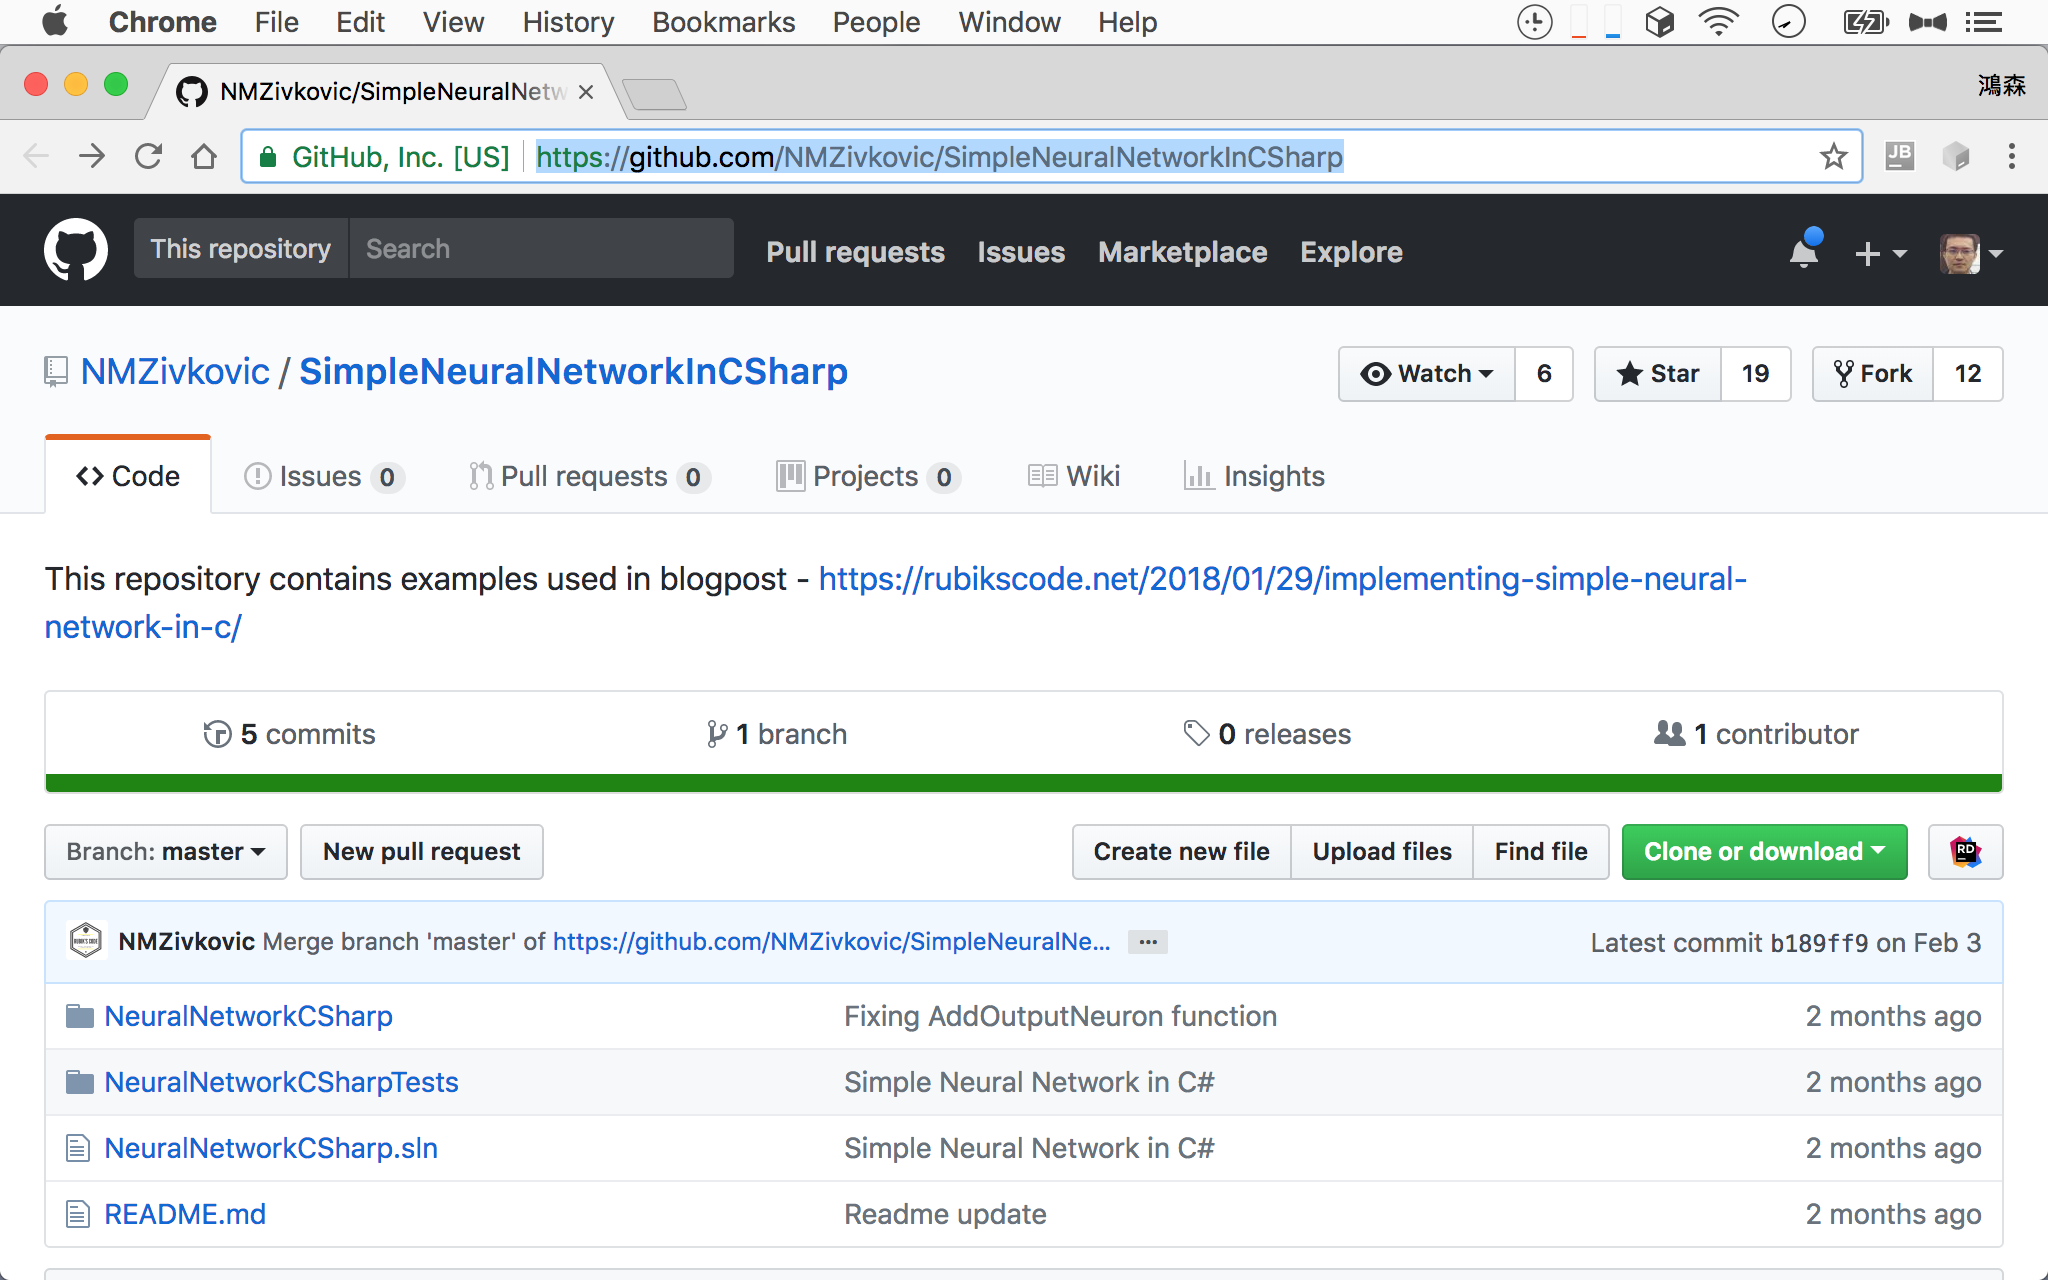 Chrome File Edit View History Bookmarks People Window Help
NMZivkovic/SimpleNeuralNetw
鴻森
GitHub, Inc. [US] https://github.com/NMZivkovic/SimpleNeuralNetworkInCSharp
JB
This repository Search Pull requests Issues Marketplace Explore
NMZivkovic / SimpleNeuralNetworkInCSharp
Watch 6 Star 19 Fork 12
Code Issues 0 Pull requests 0 Projects 0 Wiki Insights
This repository contains examples used in blogpost - https://rubikscode.net/2018/01/29/implementing-simple-neural-
network-in-c/
5 commits 1 branch 0 releases 1 contributor
Branch: master New pull request Create new file Upload files Find file Clone or download RD
NMZivkovic Merge branch 'master' of https://github.com/NMZivkovic/SimpleNeuralNe... ... Latest commit b189ff9 on Feb 3
NeuralNetworkCSharp Fixing AddOutputNeuron function 2 months ago
NeuralNetworkCSharpTests Simple Neural Network in C# 2 months ago
NeuralNetworkCSharp.sln Simple Neural Network in C# 2 months ago
README.md Readme update 2 months ago